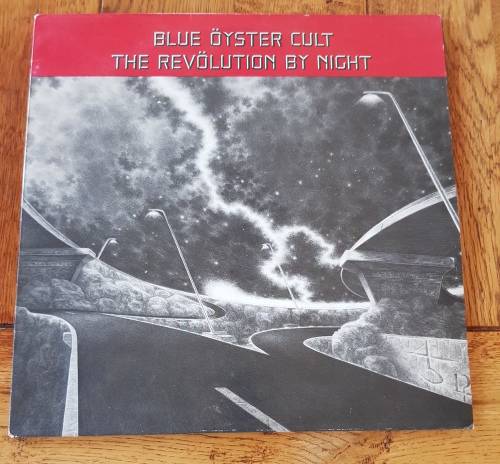 BLUE ÖYSTER CULT
THE REVÖLUTION BY NIGHT